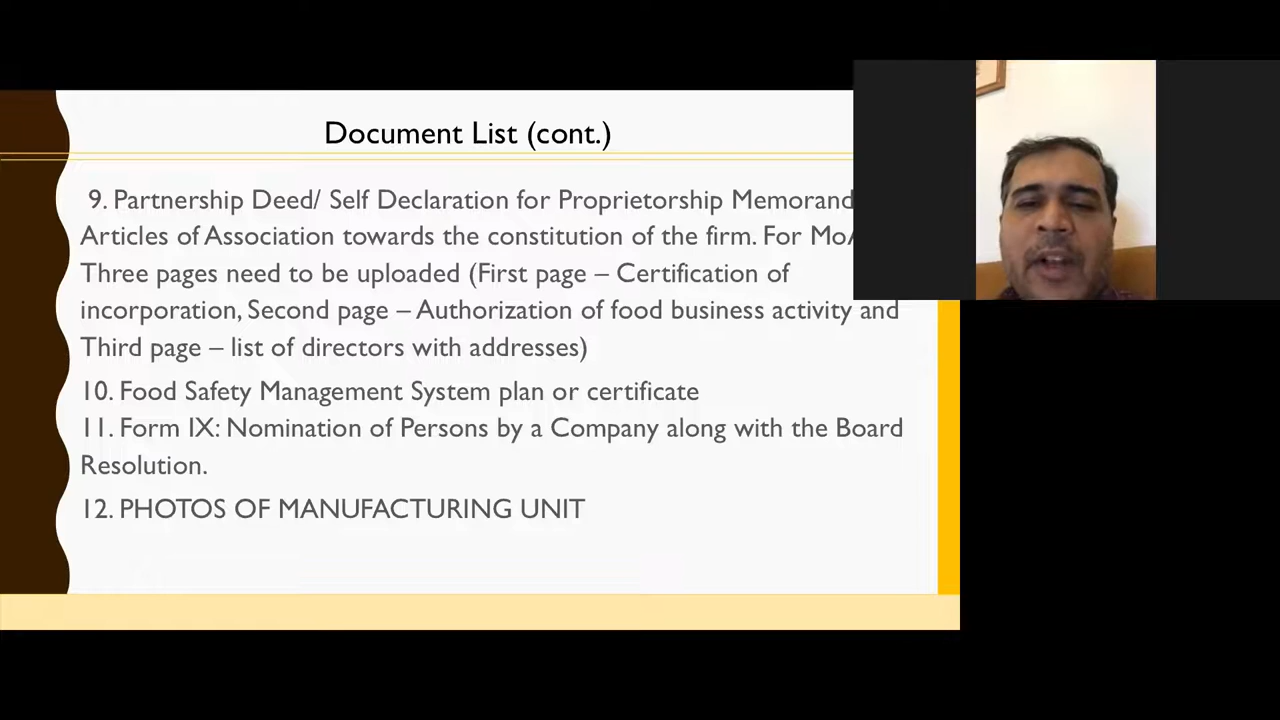 Document List (cont.)
9. Partnership Deed/ Self Declaration for Proprietorship
Articles of Association towards the constitution of the firm. For
Three pages need to be uploaded (First page – Certification of
incorporation, Second page – Authorization of food business activity and
Third page – list of directors with addresses)
10. Food Safety Management System plan or certificate
11. Form IX: Nomination of Persons by a Company along with the Board
Resolution.
12. PHOTOS OF MANUFACTURING UNIT